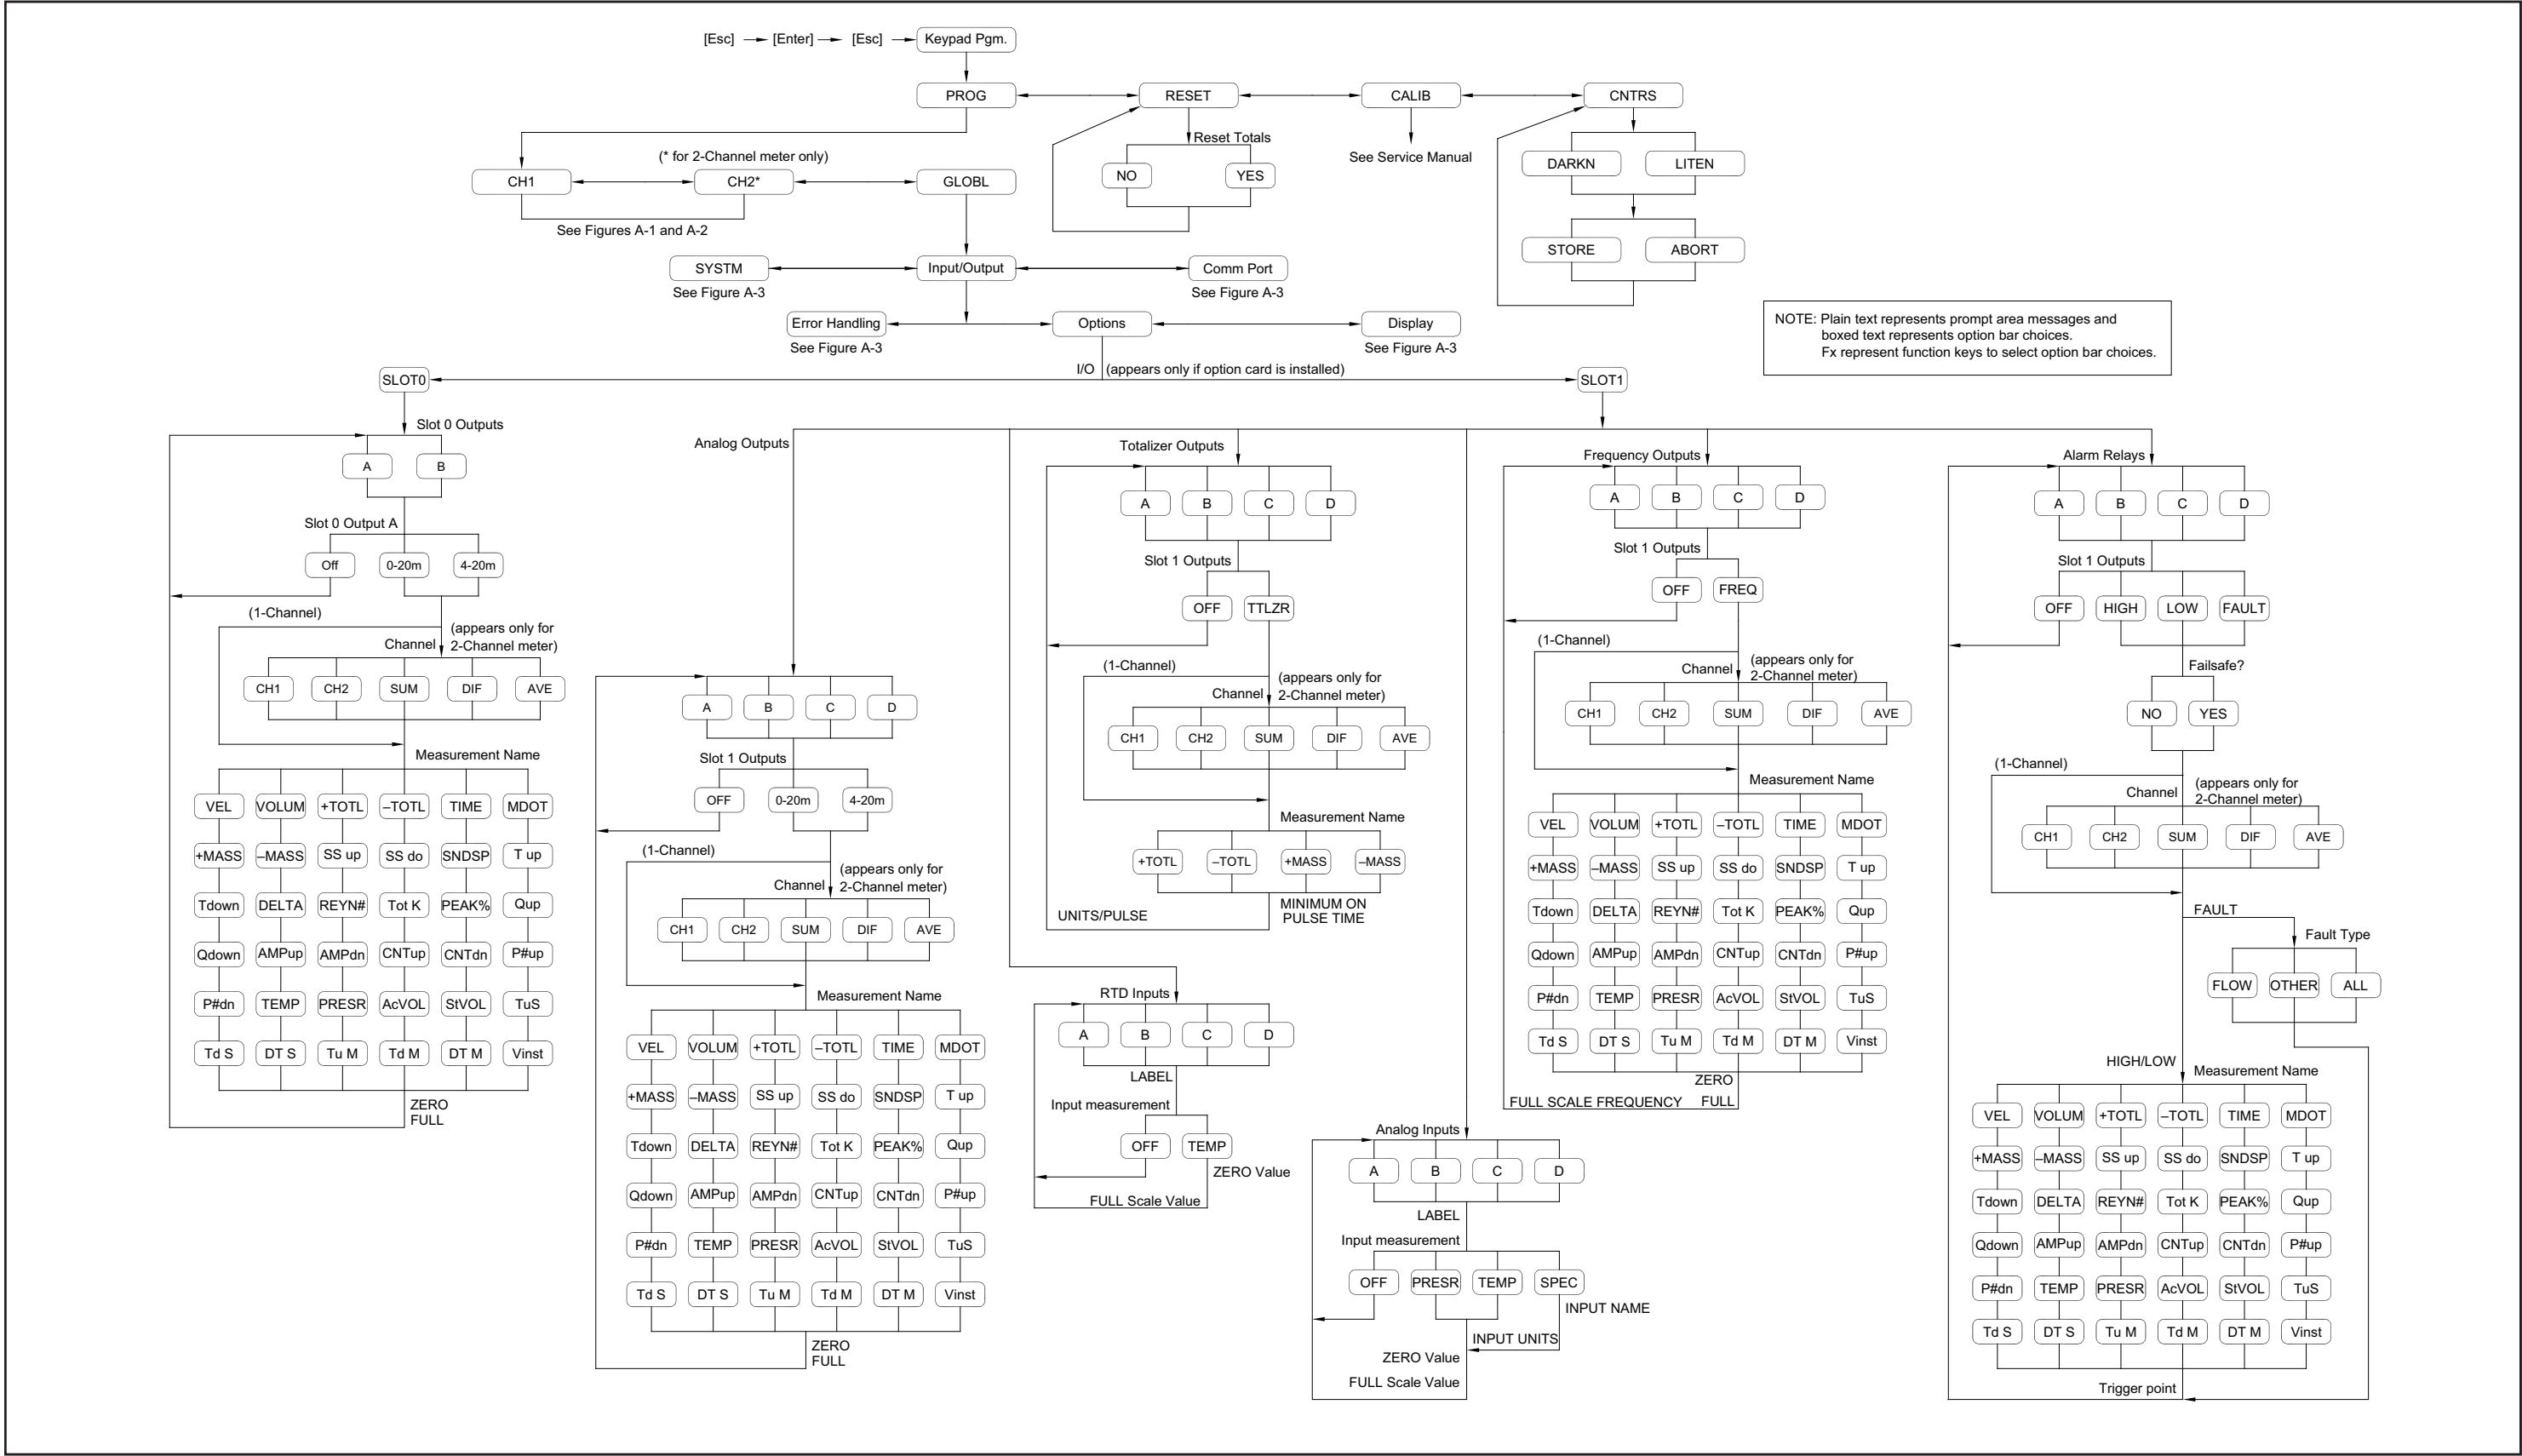 [Esc] [Enter] [Esc] Keypad Pgm.
PROG RESET CALIB CNTRS
Reset Totals
NO YES
See Service Manual
DARKN LITEN
STORE ABORT
(* for 2-Channel meter only)
CH1 CH2* GLOBL
See Figures A-1 and A-2
SYSTM Input/Output Comm Port
See Figure A-3 See Figure A-3
Error Handling Options Display
See Figure A-3 See Figure A-3
NOTE: Plain text represents prompt area messages and
boxed text represents option bar choices.
Fx represent function keys to select option bar choices.
I/O (appears only if option card is installed)
SLOT0 SLOT1
Slot 0 Outputs
A B
Slot 0 Output A
Off 0-20m 4-20m
(1-Channel)
(appears only for
Channel 2-Channel meter)
CH1 CH2 SUM DIF AVE
Measurement Name
VEL VOLUM +TOTL –TOTL TIME MDOT
+MASS –MASS SS up SS do SNDSP T up
Tdown DELTA REYN# Tot K PEAK% Qup
Qdown AMPup AMPdn CNTup CNTdn P#up
P#dn TEMP PRESR AcVOL StVOL TuS
Td S DT S Tu M Td M DT M Vinst
ZERO
FULL
Analog Outputs
A B C D
Slot 1 Outputs
OFF 0-20m 4-20m
(1-Channel)
(appears only for
Channel 2-Channel meter)
CH1 CH2 SUM DIF AVE
Measurement Name
VEL VOLUM +TOTL –TOTL TIME MDOT
+MASS –MASS SS up SS do SNDSP T up
Tdown DELTA REYN# Tot K PEAK% Qup
Qdown AMPup AMPdn CNTup CNTdn P#up
P#dn TEMP PRESR AcVOL StVOL TuS
Td S DT S Tu M Td M DT M Vinst
ZERO
FULL
Totalizer Outputs
A B C D
Slot 1 Outputs
OFF TTLZR
(1-Channel)
(appears only for
Channel 2-Channel meter)
CH1 CH2 SUM DIF AVE
Measurement Name
+TOTL –TOTL +MASS –MASS
UNITS/PULSE MINIMUM ON
PULSE TIME
RTD Inputs
A B C D
LABEL
Input measurement
OFF TEMP
ZERO Value
FULL Scale Value
Analog Inputs
A B C D
LABEL
Input measurement
OFF PRESR TEMP SPEC
INPUT NAME
INPUT UNITS
ZERO Value
FULL Scale Value
Frequency Outputs
A B C D
Slot 1 Outputs
OFF FREQ
(1-Channel)
(appears only for
Channel 2-Channel meter)
CH1 CH2 SUM DIF AVE
Measurement Name
VEL VOLUM +TOTL –TOTL TIME MDOT
+MASS –MASS SS up SS do SNDSP T up
Tdown DELTA REYN# Tot K PEAK% Qup
Qdown AMPup AMPdn CNTup CNTdn P#up
P#dn TEMP PRESR AcVOL StVOL TuS
Td S DT S Tu M Td M DT M Vinst
ZERO
FULL SCALE FREQUENCY FULL
Alarm Relays
A B C D
Slot 1 Outputs
OFF HIGH LOW FAULT
Failsafe?
NO YES
(1-Channel)
(appears only for
Channel 2-Channel meter)
CH1 CH2 SUM DIF AVE
FAULT
Fault Type
FLOW OTHER ALL
HIGH/LOW
Measurement Name
VEL VOLUM +TOTL –TOTL TIME MDOT
+MASS –MASS SS up SS do SNDSP T up
Tdown DELTA REYN# Tot K PEAK% Qup
Qdown AMPup AMPdn CNTup CNTdn P#up
P#dn TEMP PRESR AcVOL StVOL TuS
Td S DT S Tu M Td M DT M Vinst
Trigger point